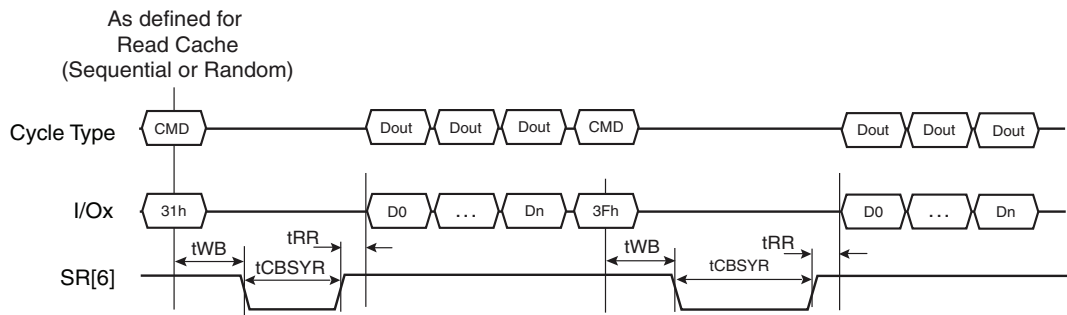 As defined for
Read Cache
(Sequential or Random)
Cycle Type CMD Dout Dout Dout CMD Dout Dout Dout
I/Ox 31h D0 ... Dn 3Fh D0 ... Dn
tWB tRR tWB tRR
tCBSYR tCBSYR
SR[6]